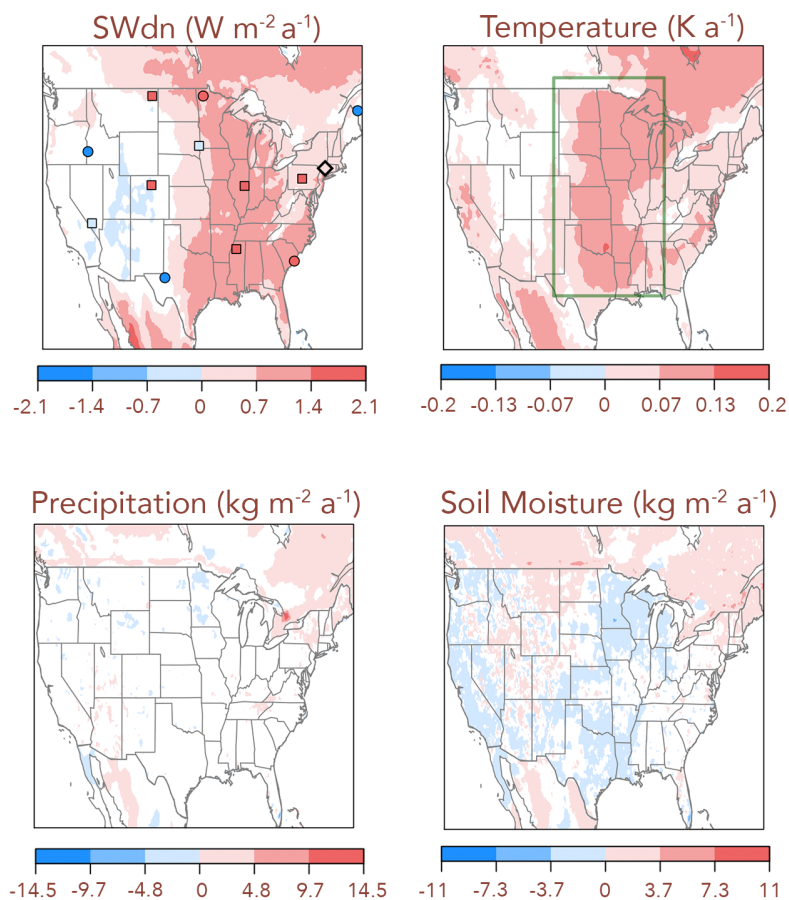 SWdn (W m⁻² a⁻¹)
Temperature (K a⁻¹)
-2.1 -1.4 -0.7 0 0.7 1.4 2.1
-0.2 -0.13 -0.07 0 0.07 0.13 0.2
Precipitation (kg m⁻² a⁻¹)
Soil Moisture (kg m⁻² a⁻¹)
-14.5 -9.7 -4.8 0 4.8 9.7 14.5
-11 -7.3 -3.7 0 3.7 7.3 11